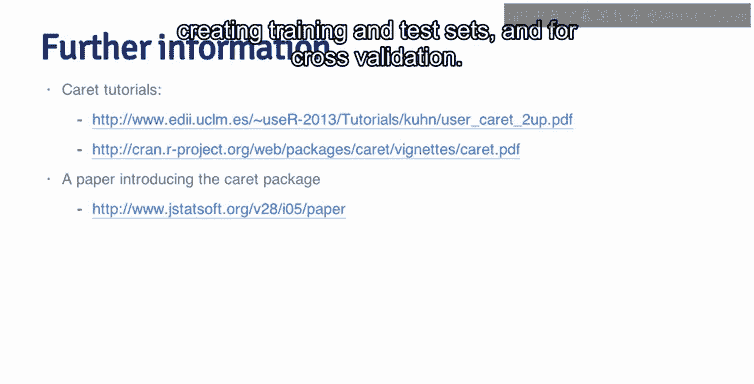 creating training and test sets, and for
cross validation.
Further information
· Caret tutorials:
- http://www.edii.uclm.es/~useR-2013/Tutorials/kuhn/user_caret_2up.pdf
- http://cran.r-project.org/web/packages/caret/vignettes/caret.pdf
· A paper introducing the caret package
- http://www.jstatsoft.org/v28/i05/paper